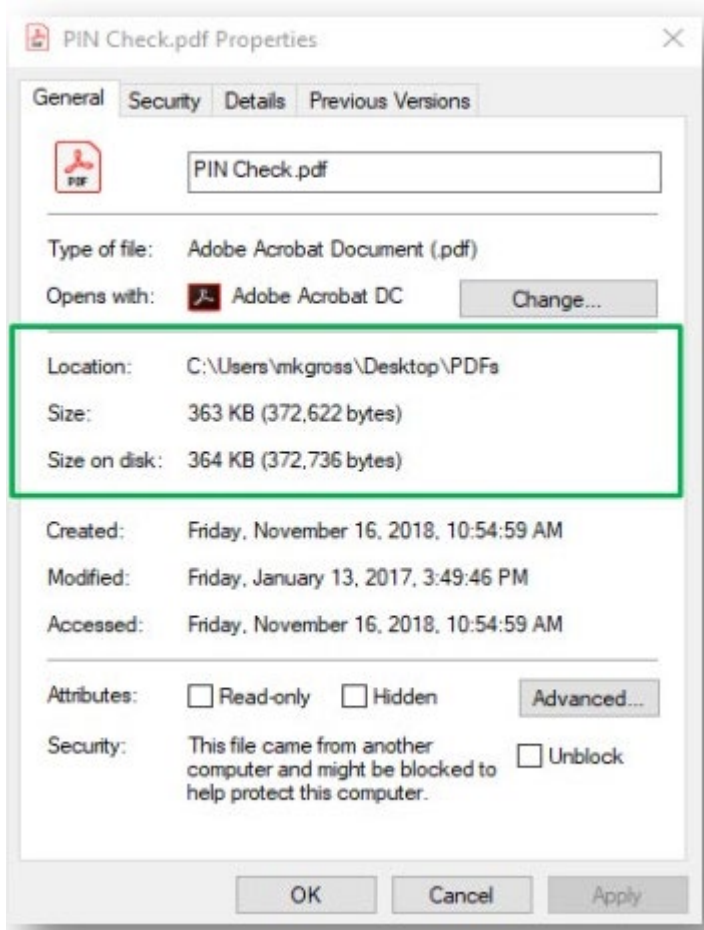 PIN Check.pdf Properties
General Security Details Previous Versions
PDF PIN Check.pdf
Type of file: Adobe Acrobat Document (.pdf)
Opens with: Adobe Acrobat DC Change...
Location: C:\Users\mkgross\Desktop\PDFs
Size: 363 KB (372,622 bytes)
Size on disk: 364 KB (372,736 bytes)
Created: Friday, November 16, 2018, 10:54:59 AM
Modified: Friday, January 13, 2017, 3:49:46 PM
Accessed: Friday, November 16, 2018, 10:54:59 AM
Attributes: Read-only Hidden Advanced...
Security: This file came from another
computer and might be blocked to
help protect this computer.
Unblock
OK Cancel Apply